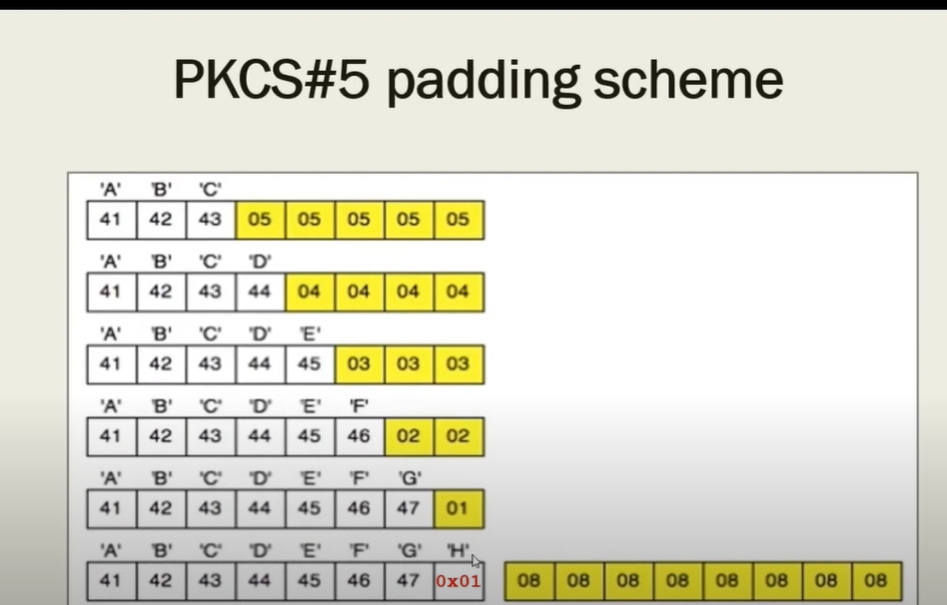 PKCS#5 padding scheme
'A' 'B' 'C'
41 42 43 05 05 05 05 05
'A' 'B' 'C' 'D'
41 42 43 44 04 04 04 04
'A' 'B' 'C' 'D' 'E'
41 42 43 44 45 03 03 03
'A' 'B' 'C' 'D' 'E' 'F'
41 42 43 44 45 46 02 02
'A' 'B' 'C' 'D' 'E' 'F' 'G'
41 42 43 44 45 46 47 01
'A' 'B' 'C' 'D' 'E' 'F' 'G' 'H'
41 42 43 44 45 46 47 0x01 08 08 08 08 08 08 08 08